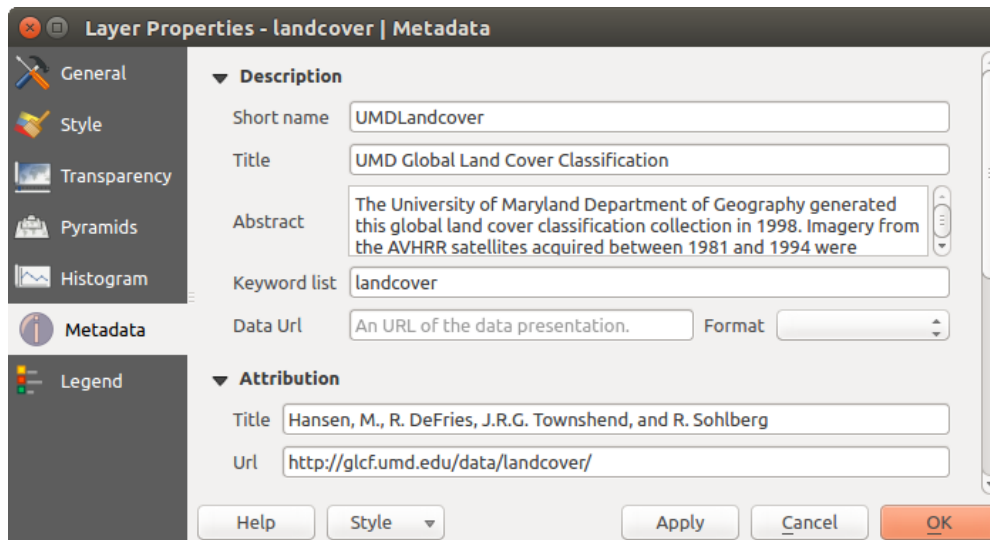 Layer Properties - landcover | Metadata
General
Style
Transparency
Pyramids
Histogram
Metadata
Legend
Description
Short name UMDLandcover
Title UMD Global Land Cover Classification
Abstract
The University of Maryland Department of Geography generated
this global land cover classification collection in 1998. Imagery from
the AVHRR satellites acquired between 1981 and 1994 were
Keyword list landcover
Data Url An URL of the data presentation. Format
Attribution
Title Hansen, M., R. DeFries, J.R.G. Townshend, and R. Sohlberg
Url http://glcf.umd.edu/data/landcover/
Help Style Apply Cancel OK